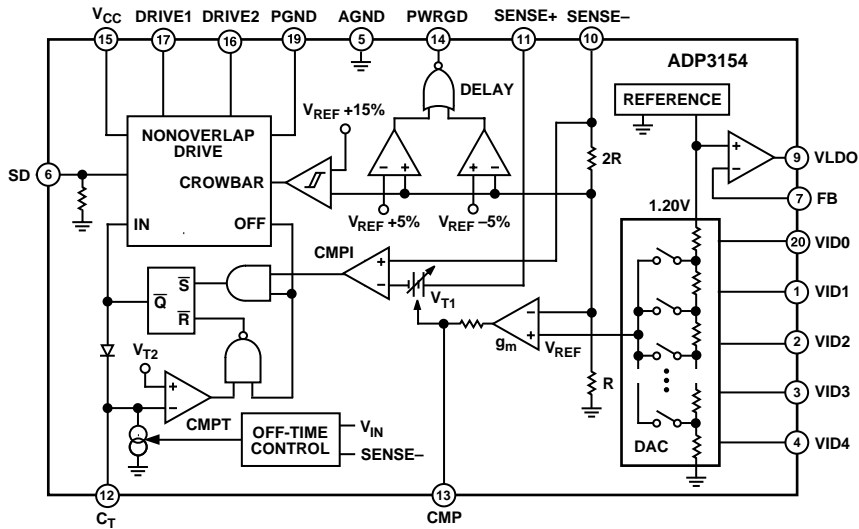 VCC DRIVE1 DRIVE2 PGND AGND PWRGD SENSE+ SENSE–
15 17 16 19 5 14 11 10
ADP3154
DELAY
REFERENCE
VREF +15%
NONOVERLAP
DRIVE
2R
9 VLDO
SD 6
CROWBAR
7 FB
VREF +5% VREF –5%
1.20V
IN OFF
20 VID0
CMPI
S
Q
VT1
1 VID1
R
gm VREF
2 VID2
VT2
R
3 VID3
CMPT
OFF-TIME
CONTROL
VIN
SENSE–
DAC
4 VID4
12 13
CT CMP